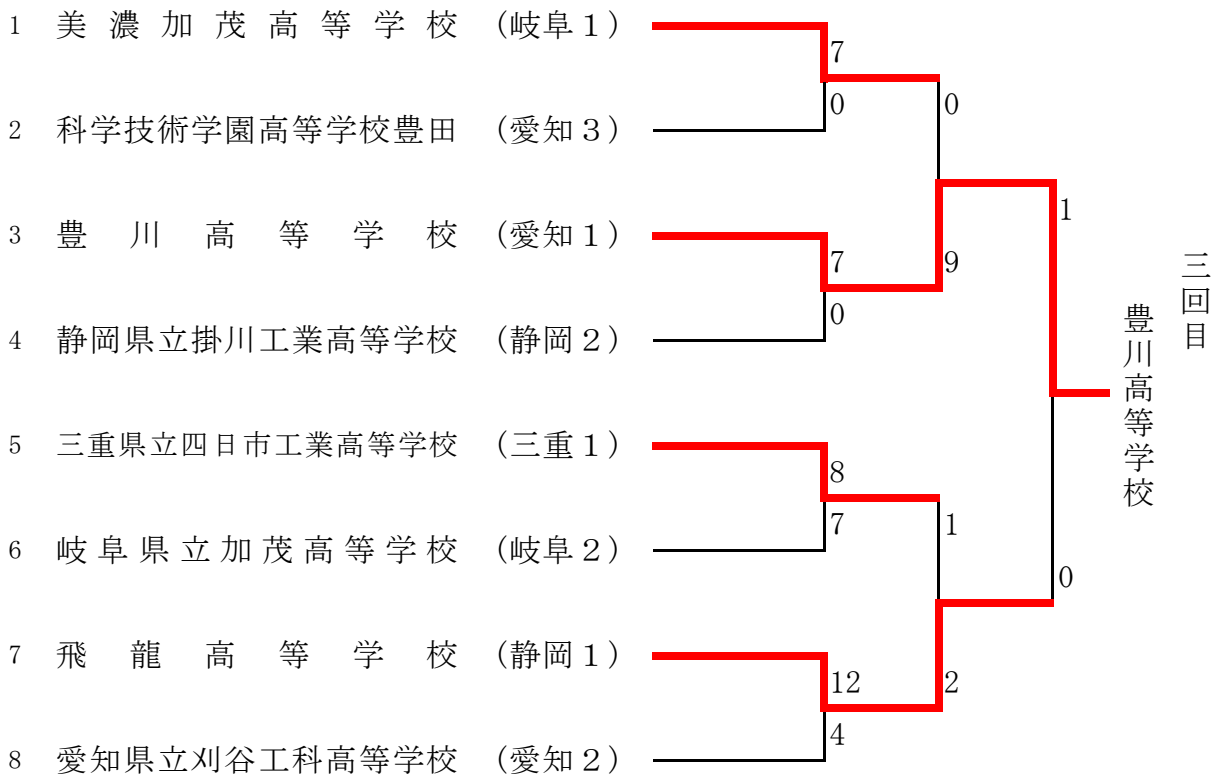 1 美濃加茂高等学校 (岐阜1)
7
0
0
2 科学技術学園高等学校豊田 (愛知3)
1
3 豊川高等学校 (愛知1)
7
9
0
4 静岡県立掛川工業高等学校 (静岡2)
三回目
豊川高等学校
5 三重県立四日市工業高等学校 (三重1)
8
7
1
6 岐阜県立加茂高等学校 (岐阜2)
0
7 飛龍高等学校 (静岡1)
12
2
4
8 愛知県立刈谷工科高等学校 (愛知2)